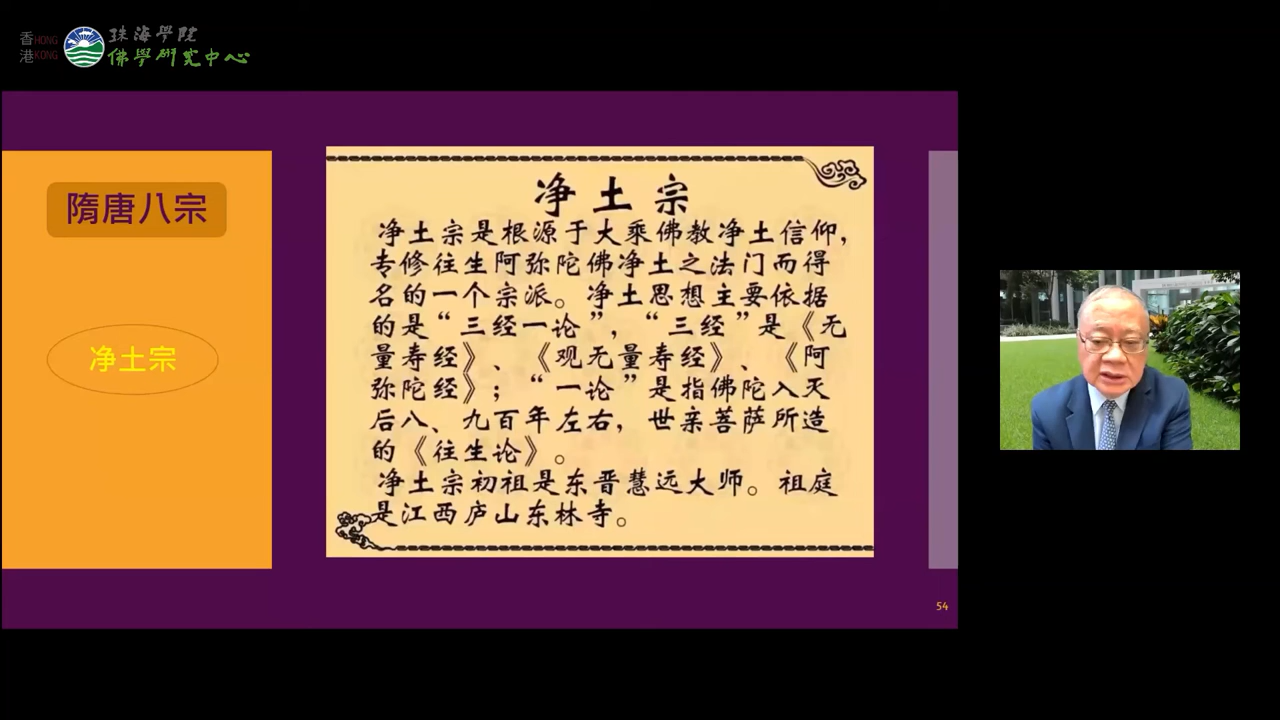 香 HONG
港 KONG
珠海學院
佛學研究中心
隋唐八宗
净土宗
净土宗
净土宗是根源于大乘佛教净土信仰，
专修往生阿弥陀佛净土之法门而得
名的一个宗派。净土思想主要依据
的是“三经一论”，“三经”是《无
量寿经》、《观无量寿经》、《阿
弥陀经》；“一论”是指佛陀入灭
后八、九百年左右，世亲菩萨所造
的《往生论》。
净土宗初祖是东晋慧远大师。祖庭
是江西庐山东林寺。
54